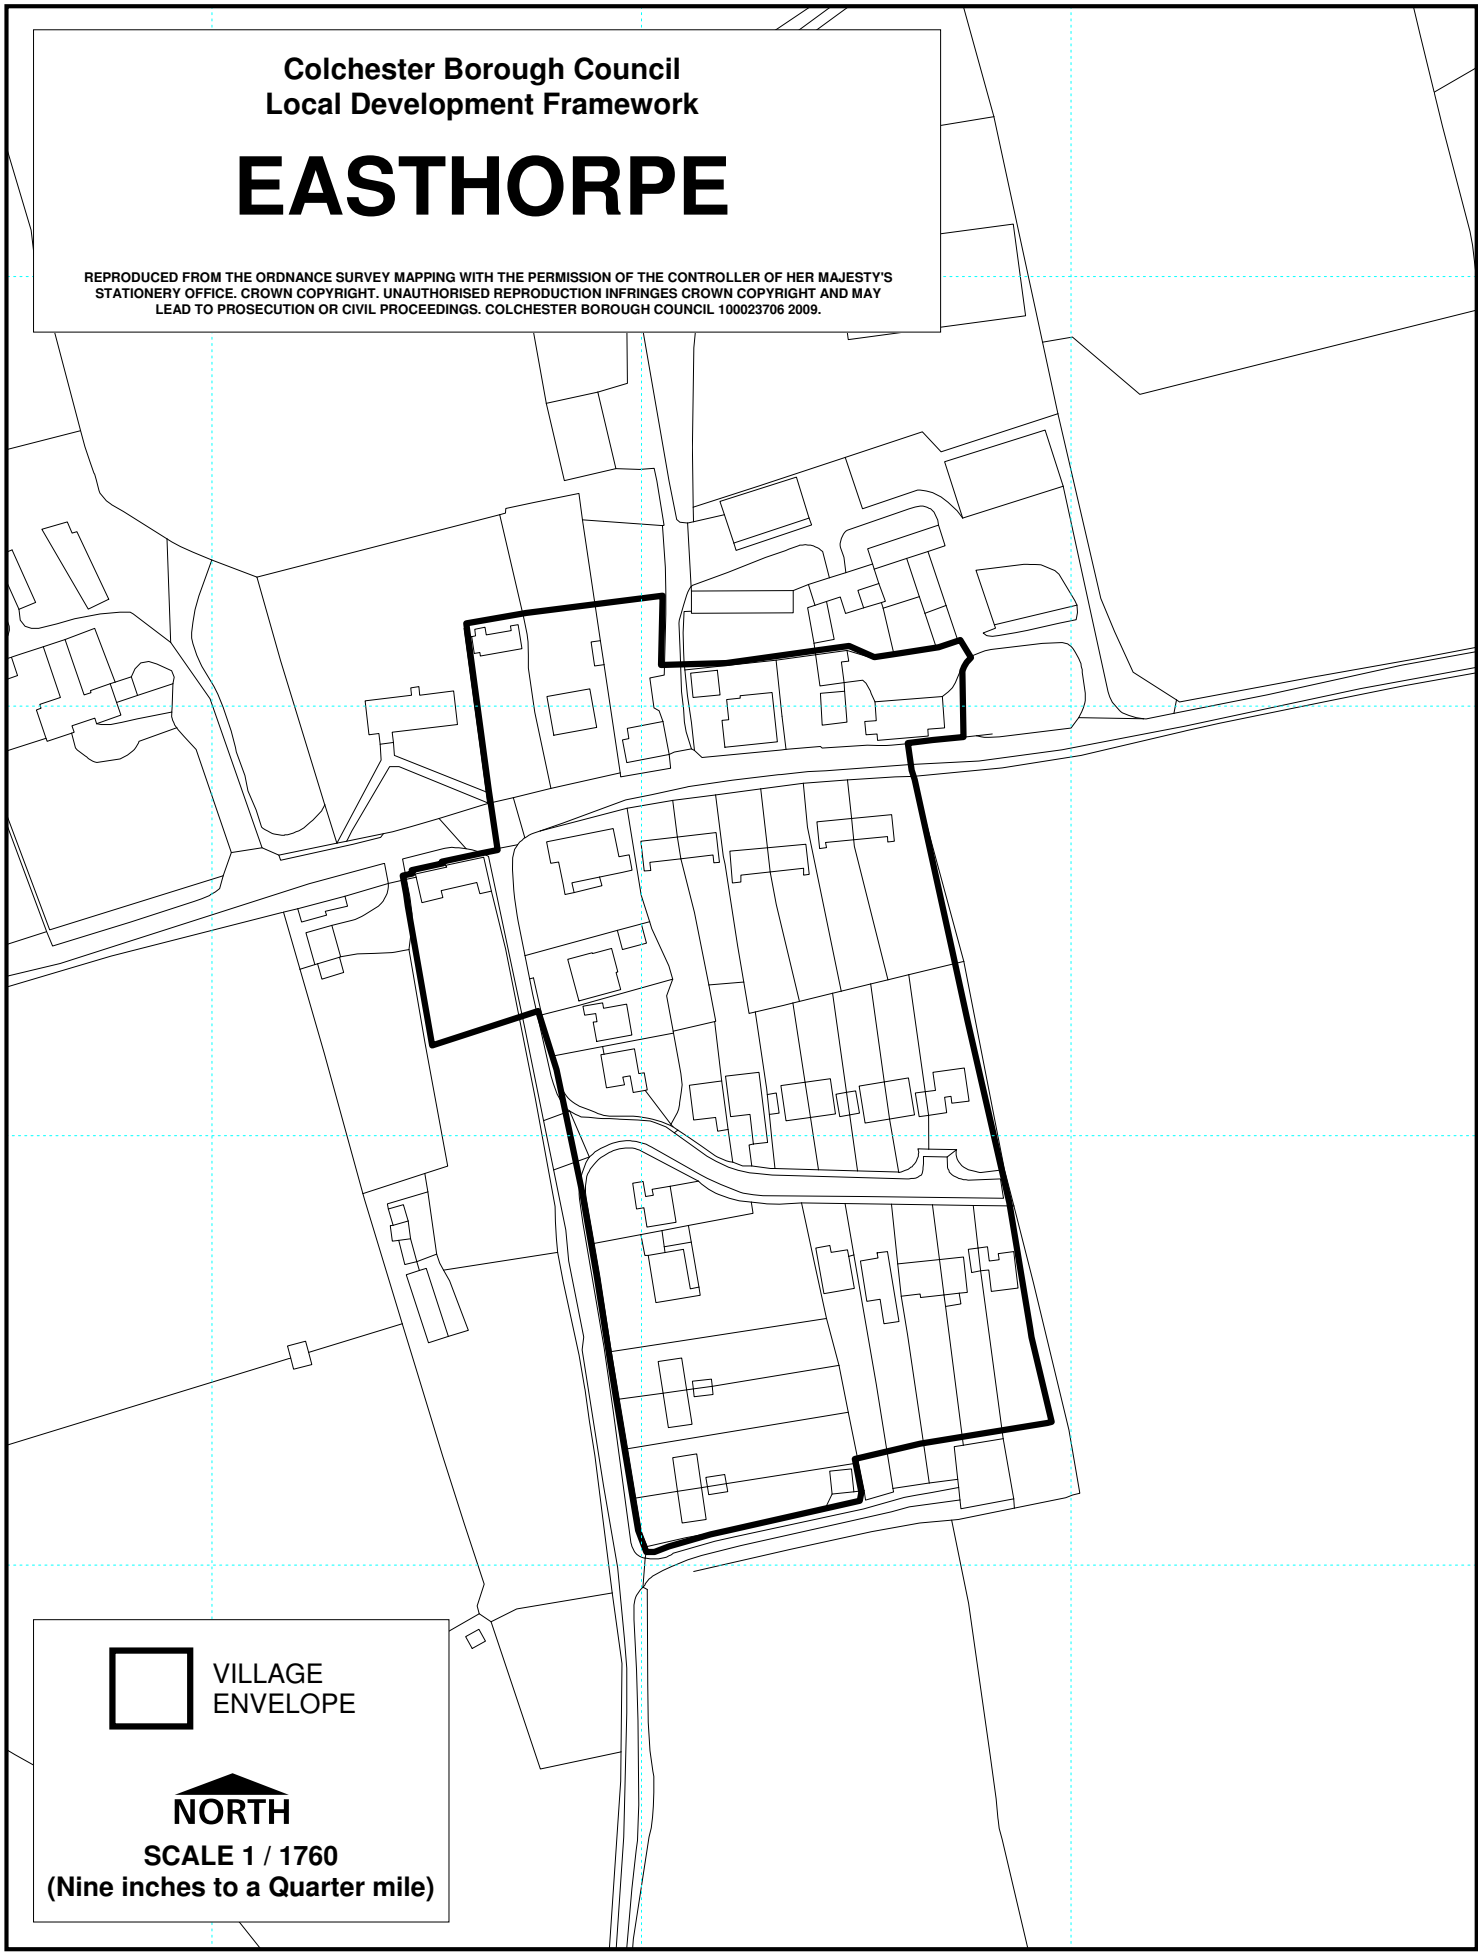 Colchester Borough Council
Local Development Framework
EASTHORPE
REPRODUCED FROM THE ORDNANCE SURVEY MAPPING WITH THE PERMISSION OF THE CONTROLLER OF HER MAJESTY'S
STATIONERY OFFICE. CROWN COPYRIGHT. UNAUTHORISED REPRODUCTION INFRINGES CROWN COPYRIGHT AND MAY
LEAD TO PROSECUTION OR CIVIL PROCEEDINGS. COLCHESTER BOROUGH COUNCIL 100023706 2009.
VILLAGE
ENVELOPE
NORTH
SCALE 1 / 1760
(Nine inches to a Quarter mile)